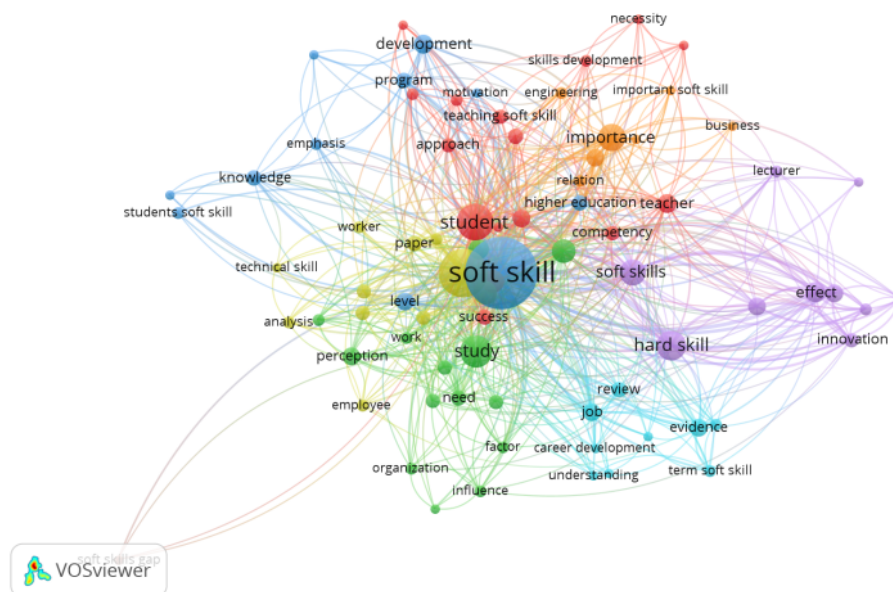 necessity
development
skills development
program
motivation
engineering
important soft skill
teaching soft skill
business
importance
approach
emphasis
lecturer
relation
knowledge
higher education
teacher
students soft skill
student
worker
competency
paper
technical skill
soft skill
soft skills
level
effect
success
analysis
work
innovation
perception
study
hard skill
review
need
employee
job
evidence
factor
career development
organization
term soft skill
understanding
influence
soft skills gap
VOSviewer